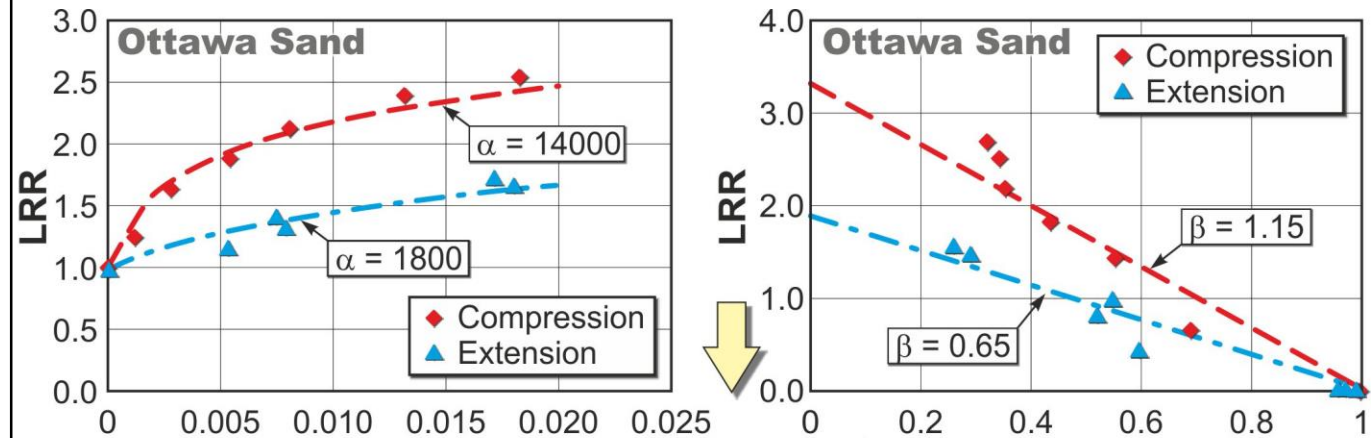 Ottawa Sand
LRR
3.0
2.5
2.0
1.5
1.0
0.5
0.0
α = 14000
α = 1800
Compression
Extension
0
0.005
0.010
0.015
0.020
0.025
Ottawa Sand
LRR
4.0
3.0
2.0
1.0
0.0
Compression
Extension
β = 1.15
β = 0.65
0
0.2
0.4
0.6
0.8
1